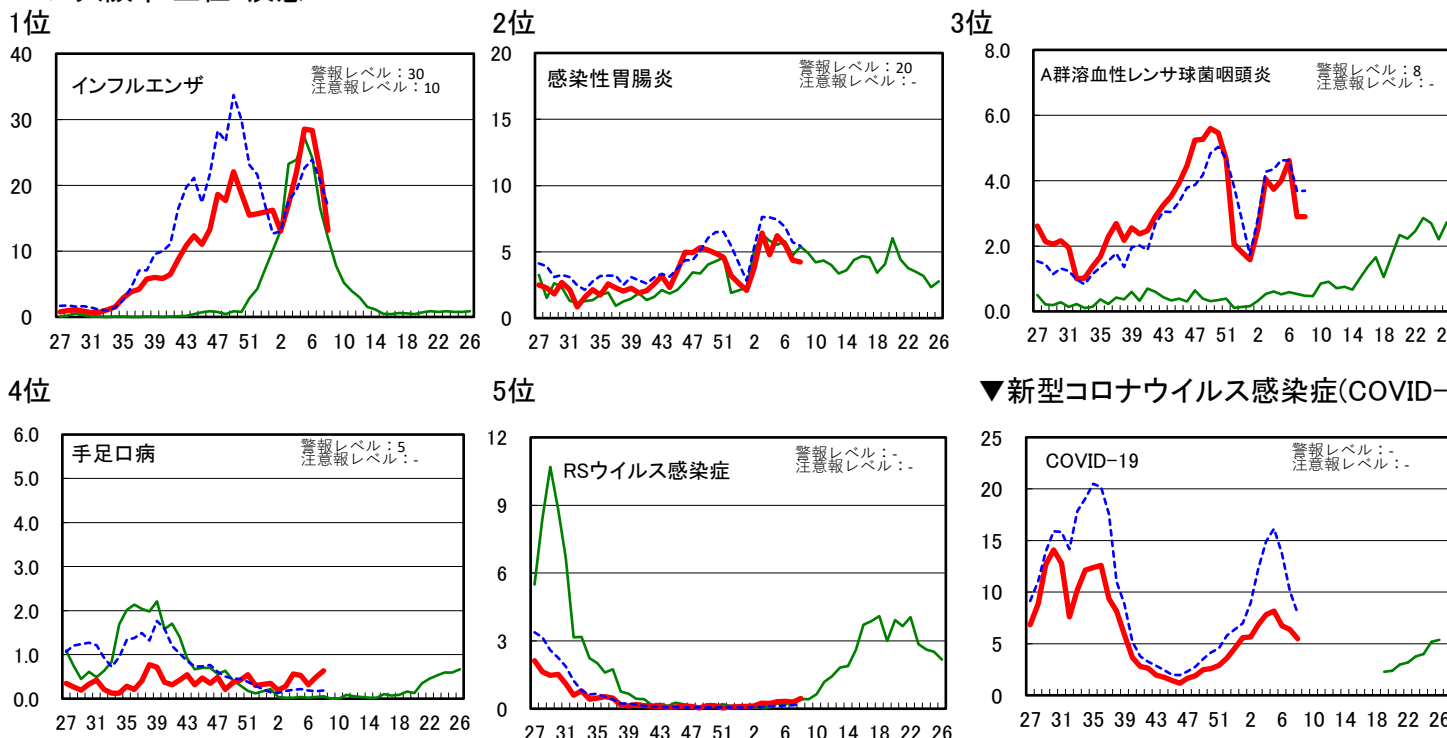 1位
インフルエンザ
警報レベル：30
注意報レベル：10
40
30
20
10
0
27 31 35 39 43 47 51 2 6 10 14 18 22 26
2位
感染性胃腸炎
警報レベル：20
注意報レベル：-
20
15
10
5
0
27 31 35 39 43 47 51 2 6 10 14 18 22 26
3位
A群溶血性レンサ球菌咽頭炎
警報レベル：8
注意報レベル：-
8.0
6.0
4.0
2.0
0.0
27 31 35 39 43 47 51 2 6 10 14 18 22
4位
手足口病
警報レベル：5
注意報レベル：-
6.0
5.0
4.0
3.0
2.0
1.0
0.0
27 31 35 39 43 47 51 2 6 10 14 18 22 26
5位
RSウイルス感染症
警報レベル：-
注意報レベル：-
12
9
6
3
0
27 31 35 39 43 47 51 2 6 10 14 18 22 26
▼新型コロナウイルス感染症(COVID-
COVID-19
警報レベル：-
注意報レベル：-
25
20
15
10
5
0
27 31 35 39 43 47 51 2 6 10 14 18 22 26